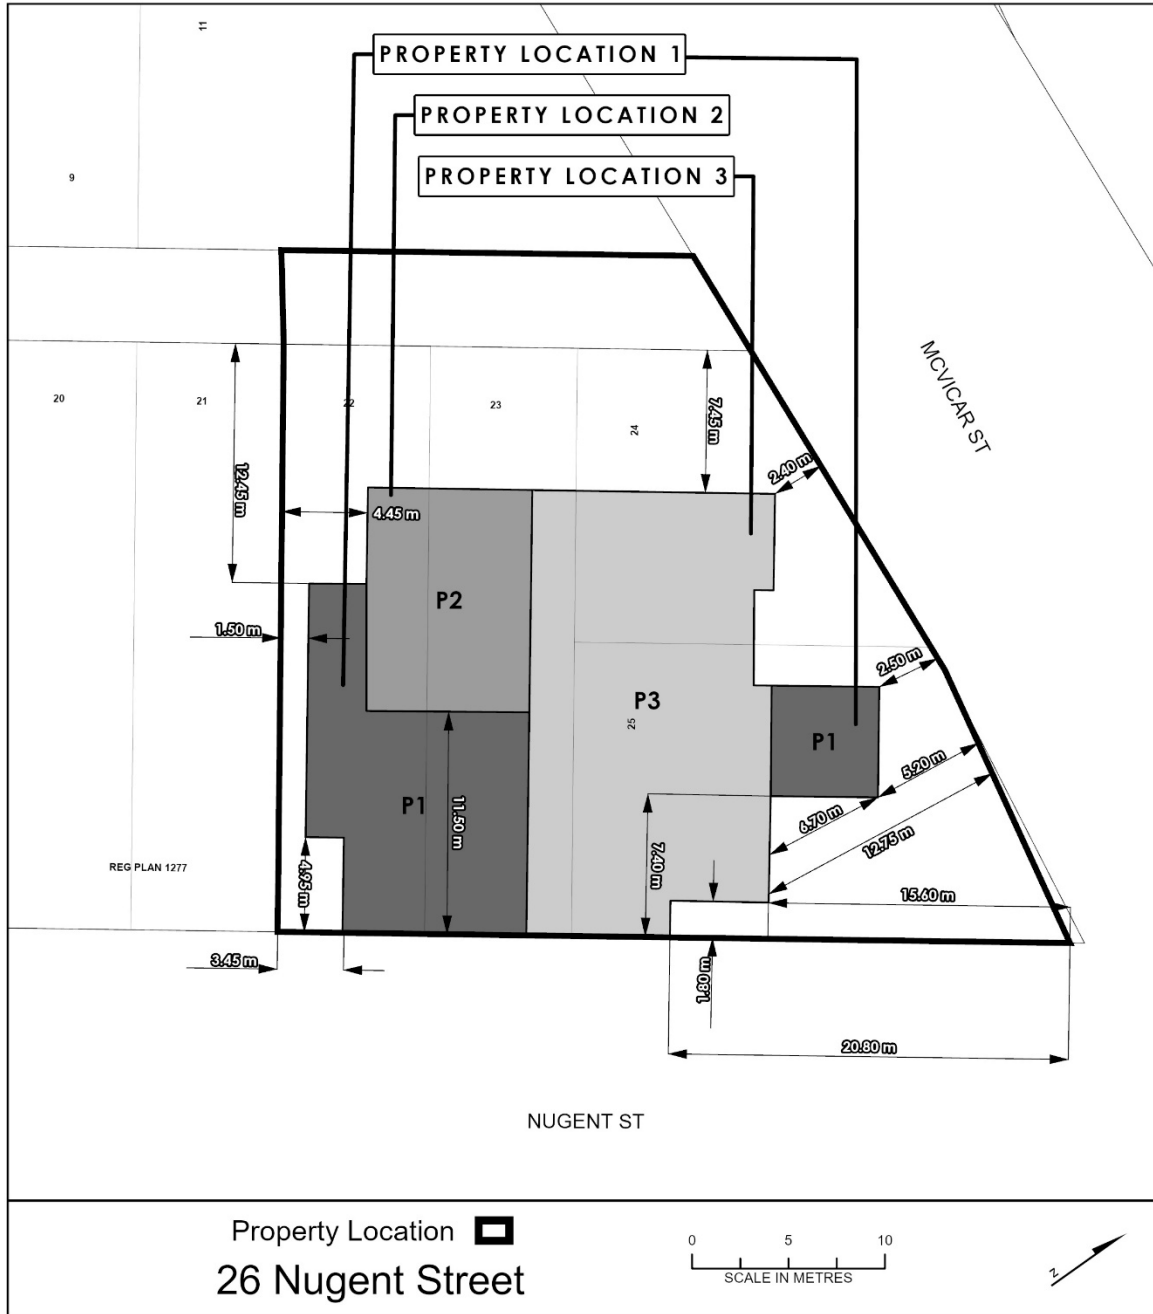 11
PROPERTY LOCATION 1
PROPERTY LOCATION 2
PROPERTY LOCATION 3
9
MCVICAR ST
20
21
22
23
24
7.45 m
2.40 m
12.45 m
4.45 m
P2
1.50 m
2.50 m
P3
25
P1
5.20 m
P1
11.50 m
6.70 m
12.75 m
7.40 m
REG PLAN 1277
4.95 m
15.60 m
3.45 m
1.80 m
20.80 m
NUGENT ST
Property Location
26 Nugent Street
0 5 10
SCALE IN METRES
Z